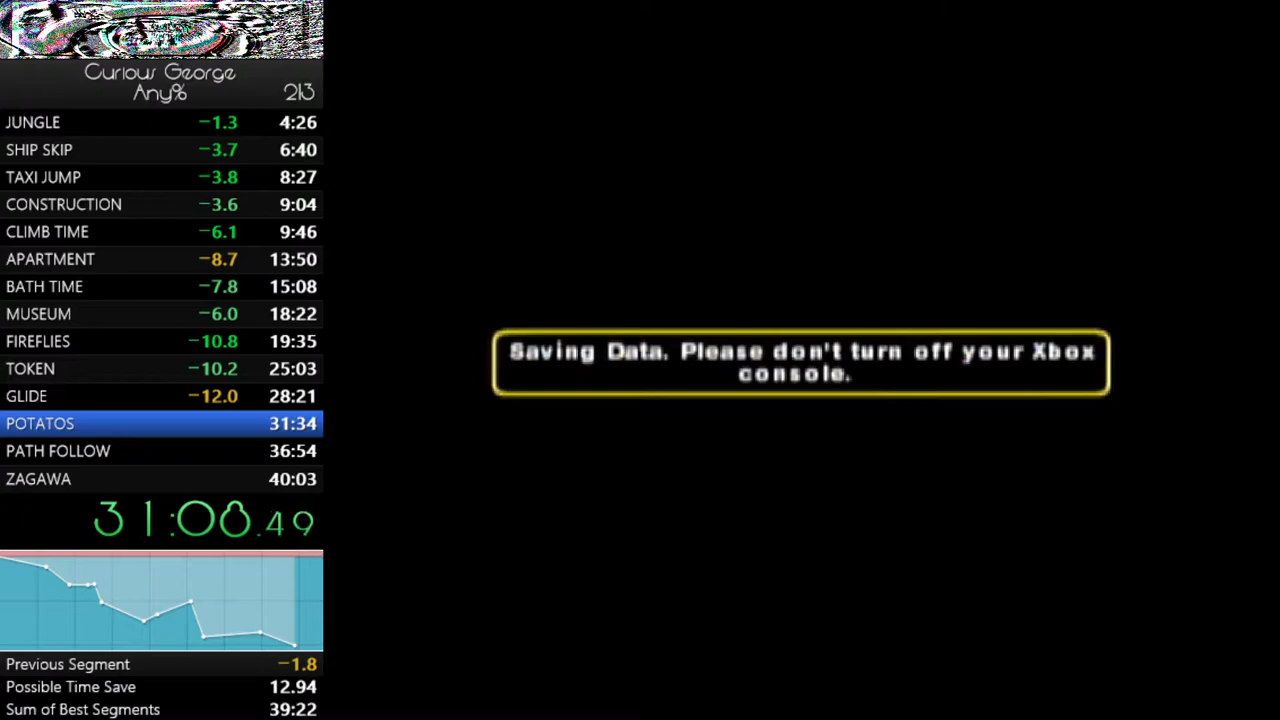 Curious George
Any% 213
JUNGLE −1.3 4:26
SHIP SKIP −3.7 6:40
TAXI JUMP −3.8 8:27
CONSTRUCTION −3.6 9:04
CLIMB TIME −6.1 9:46
APARTMENT −8.7 13:50
BATH TIME −7.8 15:08
MUSEUM −6.0 18:22
FIREFLIES −10.8 19:35
TOKEN −10.2 25:03
GLIDE −12.0 28:21
POTATOS 31:34
PATH FOLLOW 36:54
ZAGAWA 40:03
31:08.49
Previous Segment −1.8
Possible Time Save 12.94
Sum of Best Segments 39:22
Saving Data. Please don't turn off your Xbox
console.